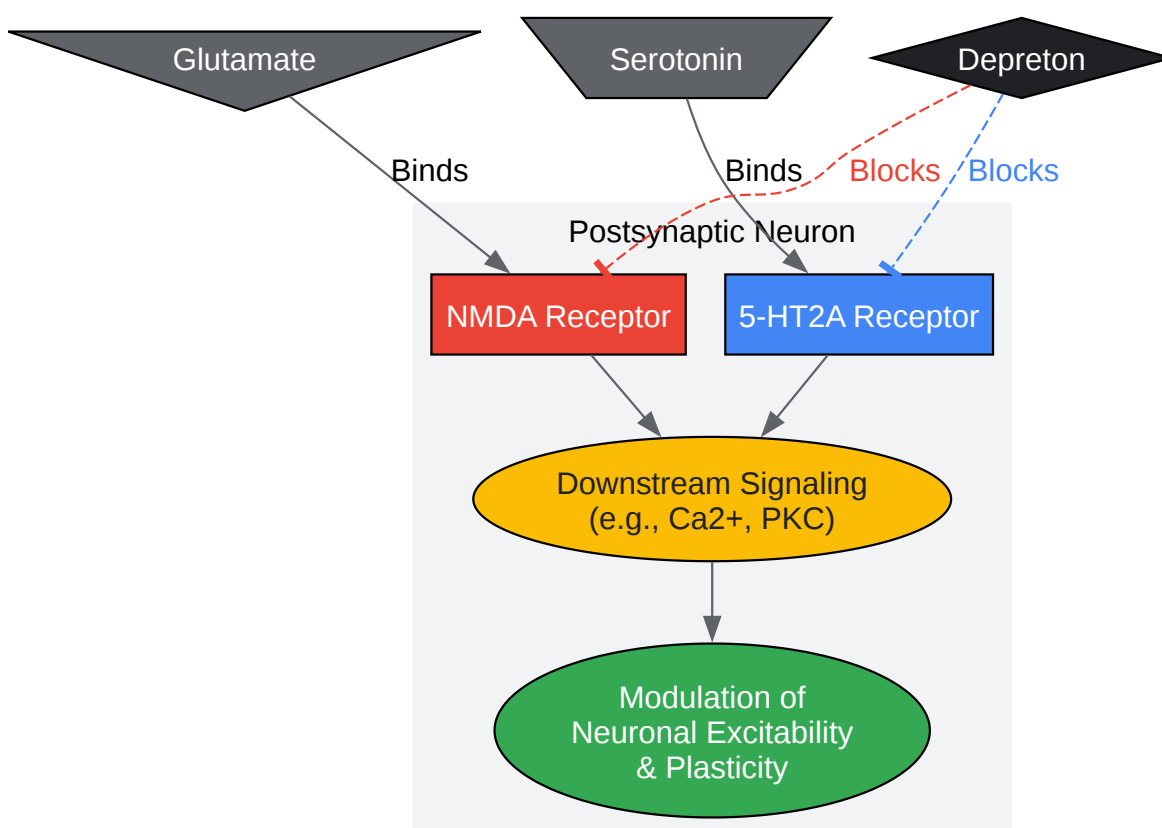 Glutamate
Serotonin
Depreton
Binds
Binds
Blocks
Blocks
Postsynaptic Neuron
NMDA Receptor
5-HT2A Receptor
Downstream Signaling
(e.g., Ca2+, PKC)
Modulation of
Neuronal Excitability
& Plasticity